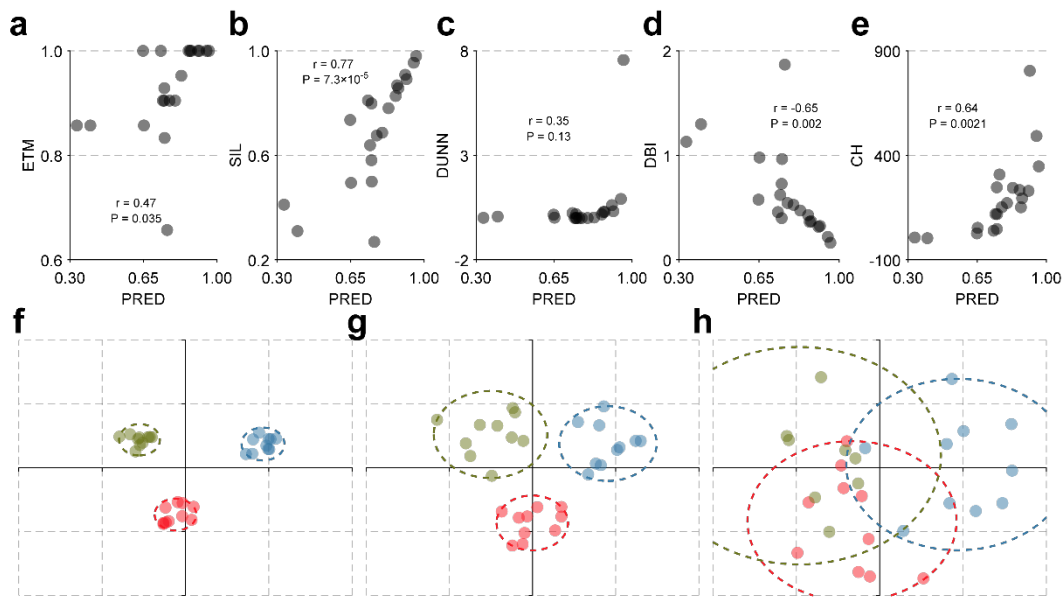 a
b
c
d
e
1.0
0.8
0.6
ETM
0.30
0.65
1.00
PRED
r = 0.47
P = 0.035
1.0
0.6
0.2
SIL
0.30
0.65
1.00
PRED
r = 0.77
P = 7.3×10⁻⁵
8
3
-2
DUNN
0.30
0.65
1.00
PRED
r = 0.35
P = 0.13
2
1
0
DBI
0.30
0.65
1.00
PRED
r = -0.65
P = 0.002
900
400
-100
CH
0.30
0.65
1.00
PRED
r = 0.64
P = 0.0021
f
g
h